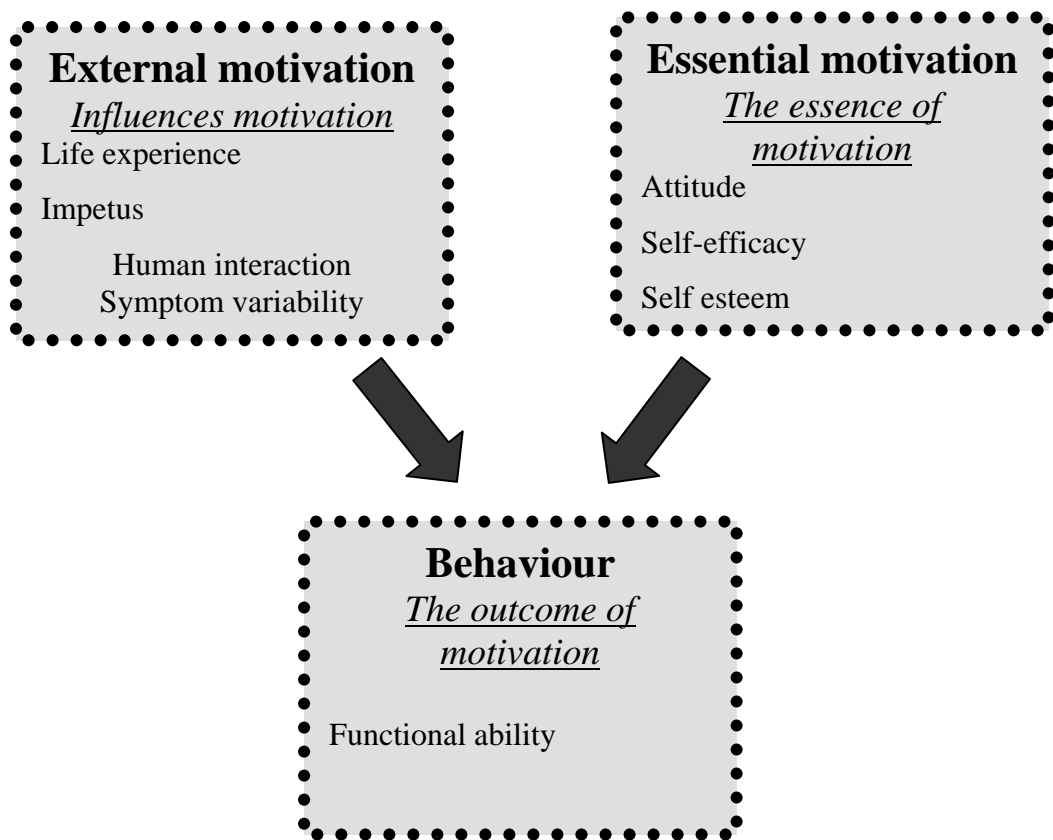 External motivation
Influences motivation
Life experience
Impetus
Human interaction
Symptom variability
Essential motivation
The essence of
motivation
Attitude
Self-efficacy
Self esteem
Behaviour
The outcome of
motivation
Functional ability